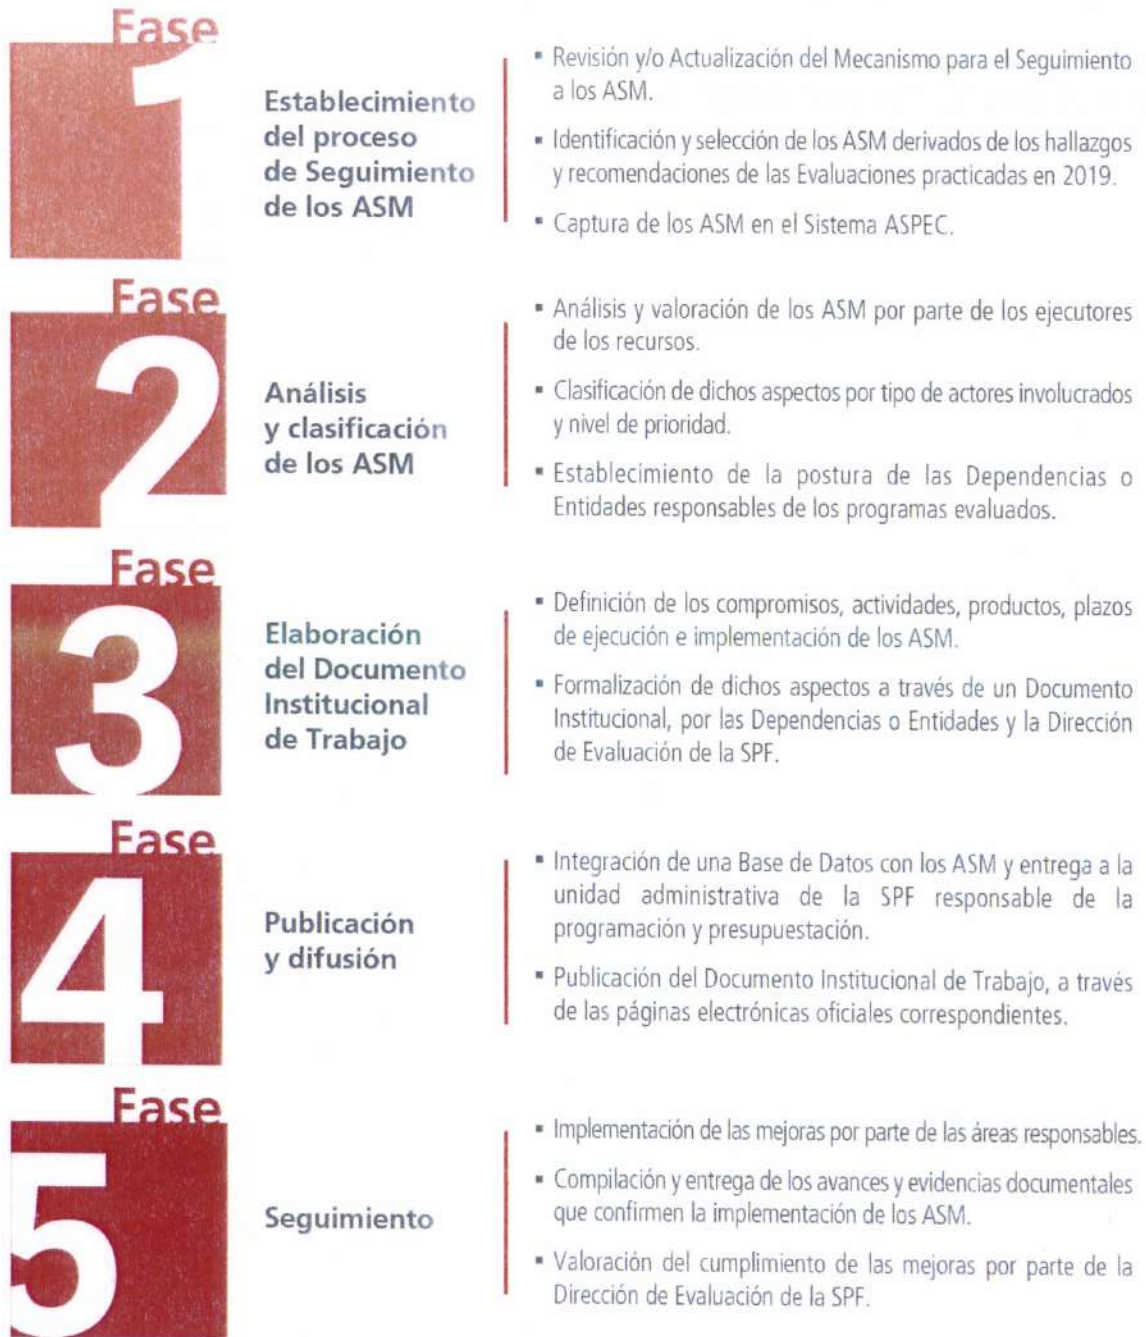 Fase
1
Establecimiento
del proceso
de Seguimiento
de los ASM
▪ Revisión y/o Actualización del Mecanismo para el Seguimiento
a los ASM.
▪ Identificación y selección de los ASM derivados de los hallazgos
y recomendaciones de las Evaluaciones practicadas en 2019.
▪ Captura de los ASM en el Sistema ASPEC.
Fase
2
Análisis
y clasificación
de los ASM
▪ Análisis y valoración de los ASM por parte de los ejecutores
de los recursos.
▪ Clasificación de dichos aspectos por tipo de actores involucrados
y nivel de prioridad.
▪ Establecimiento de la postura de las Dependencias o
Entidades responsables de los programas evaluados.
Fase
3
Elaboración
del Documento
Institucional
de Trabajo
▪ Definición de los compromisos, actividades, productos, plazos
de ejecución e implementación de los ASM.
▪ Formalización de dichos aspectos a través de un Documento
Institucional, por las Dependencias o Entidades y la Dirección
de Evaluación de la SPF.
Fase
4
Publicación
y difusión
▪ Integración de una Base de Datos con los ASM y entrega a la
unidad administrativa de la SPF responsable de la
programación y presupuestación.
▪ Publicación del Documento Institucional de Trabajo, a través
de las páginas electrónicas oficiales correspondientes.
Fase
5
Seguimiento
▪ Implementación de las mejoras por parte de las áreas responsables.
▪ Compilación y entrega de los avances y evidencias documentales
que confirmen la implementación de los ASM.
▪ Valoración del cumplimiento de las mejoras por parte de la
Dirección de Evaluación de la SPF.